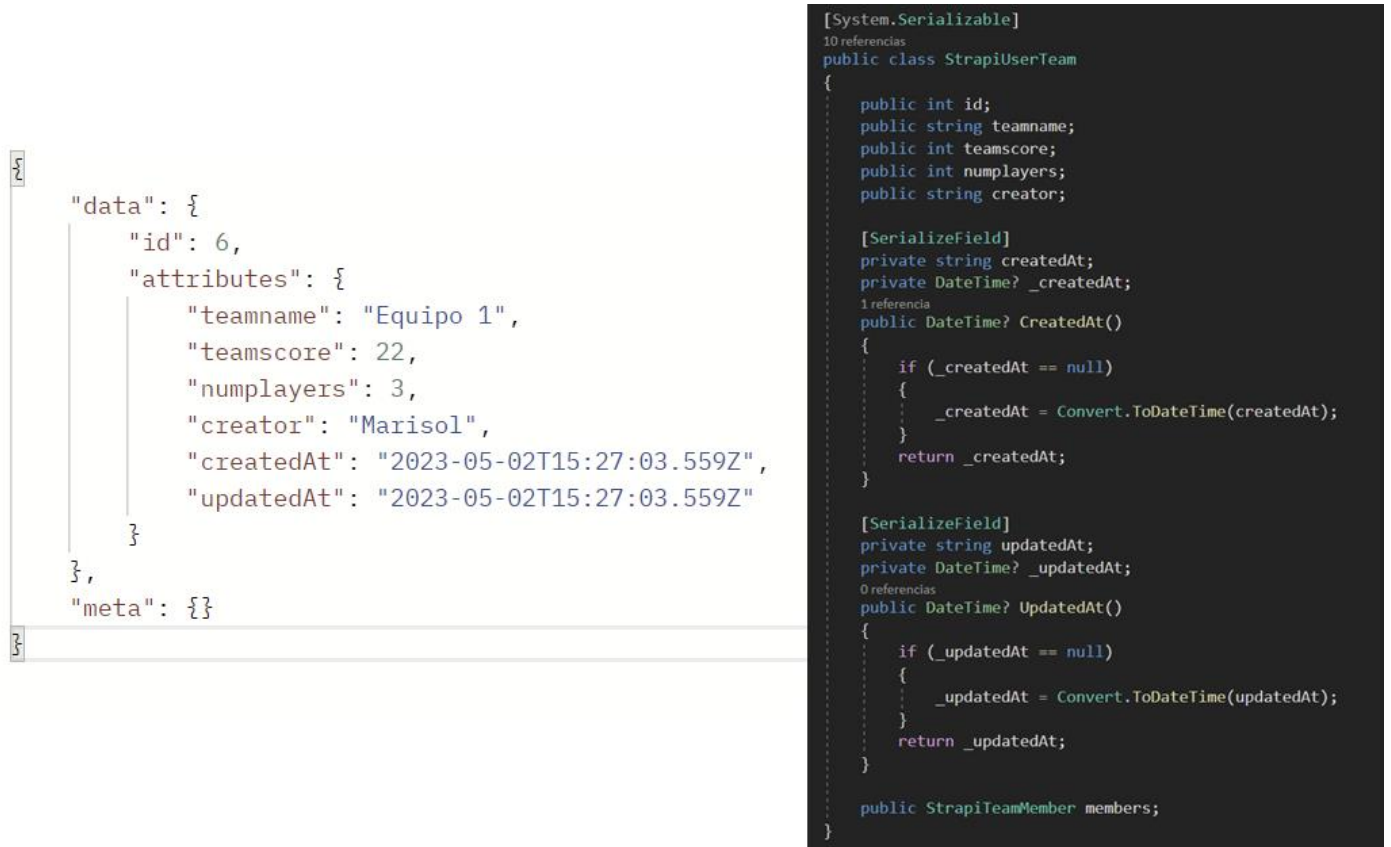 {
"data": {
"id": 6,
"attributes": {
"teamname": "Equipo 1",
"teamscore": 22,
"numplayers": 3,
"creator": "Marisol",
"createdAt": "2023-05-02T15:27:03.559Z",
"updatedAt": "2023-05-02T15:27:03.559Z"
}
},
"meta": {}
}
[System.Serializable]
10 referencias
public class StrapiUserTeam
{
public int id;
public string teamname;
public int teamscore;
public int numplayers;
public string creator;
[SerializeField]
private string createdAt;
private DateTime? _createdAt;
1 referencia
public DateTime? CreatedAt()
{
if (_createdAt == null)
{
_createdAt = Convert.ToDateTime(createdAt);
}
return _createdAt;
}
[SerializeField]
private string updatedAt;
private DateTime? _updatedAt;
0 referencias
public DateTime? UpdatedAt()
{
if (_updatedAt == null)
{
_updatedAt = Convert.ToDateTime(updatedAt);
}
return _updatedAt;
}
public StrapiTeamMember members;
}